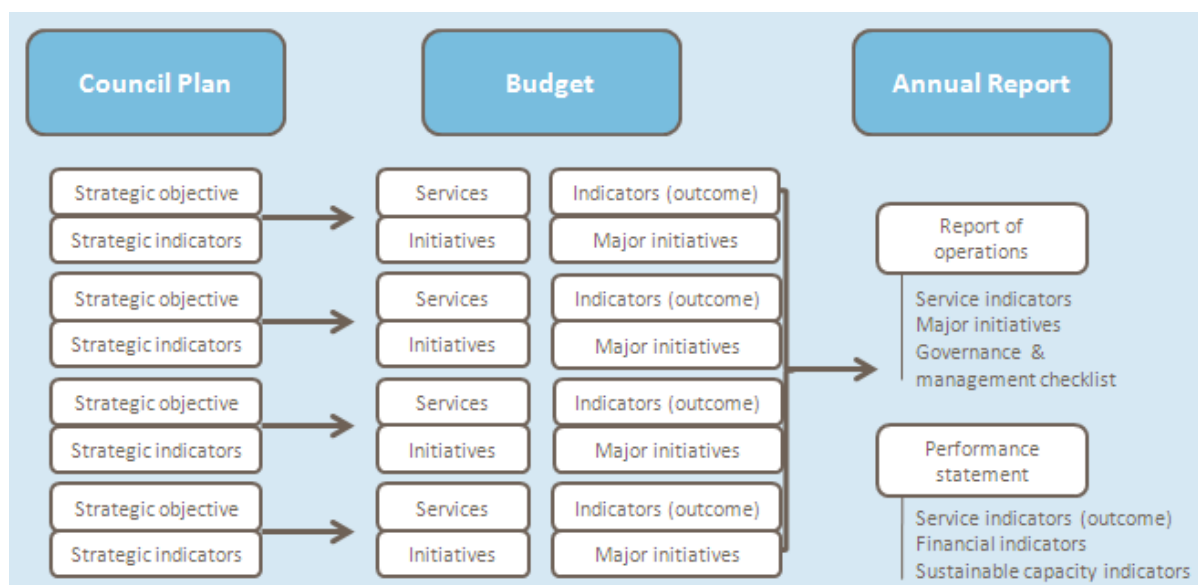 Council Plan
Budget
Annual Report
Strategic objective
Strategic indicators
Services
Initiatives
Indicators (outcome)
Major initiatives
Strategic objective
Strategic indicators
Services
Initiatives
Indicators (outcome)
Major initiatives
Strategic objective
Strategic indicators
Services
Initiatives
Indicators (outcome)
Major initiatives
Strategic objective
Strategic indicators
Services
Initiatives
Indicators (outcome)
Major initiatives
Report of
operations
Service indicators
Major initiatives
Governance &
management checklist
Performance
statement
Service indicators (outcome)
Financial indicators
Sustainable capacity indicators